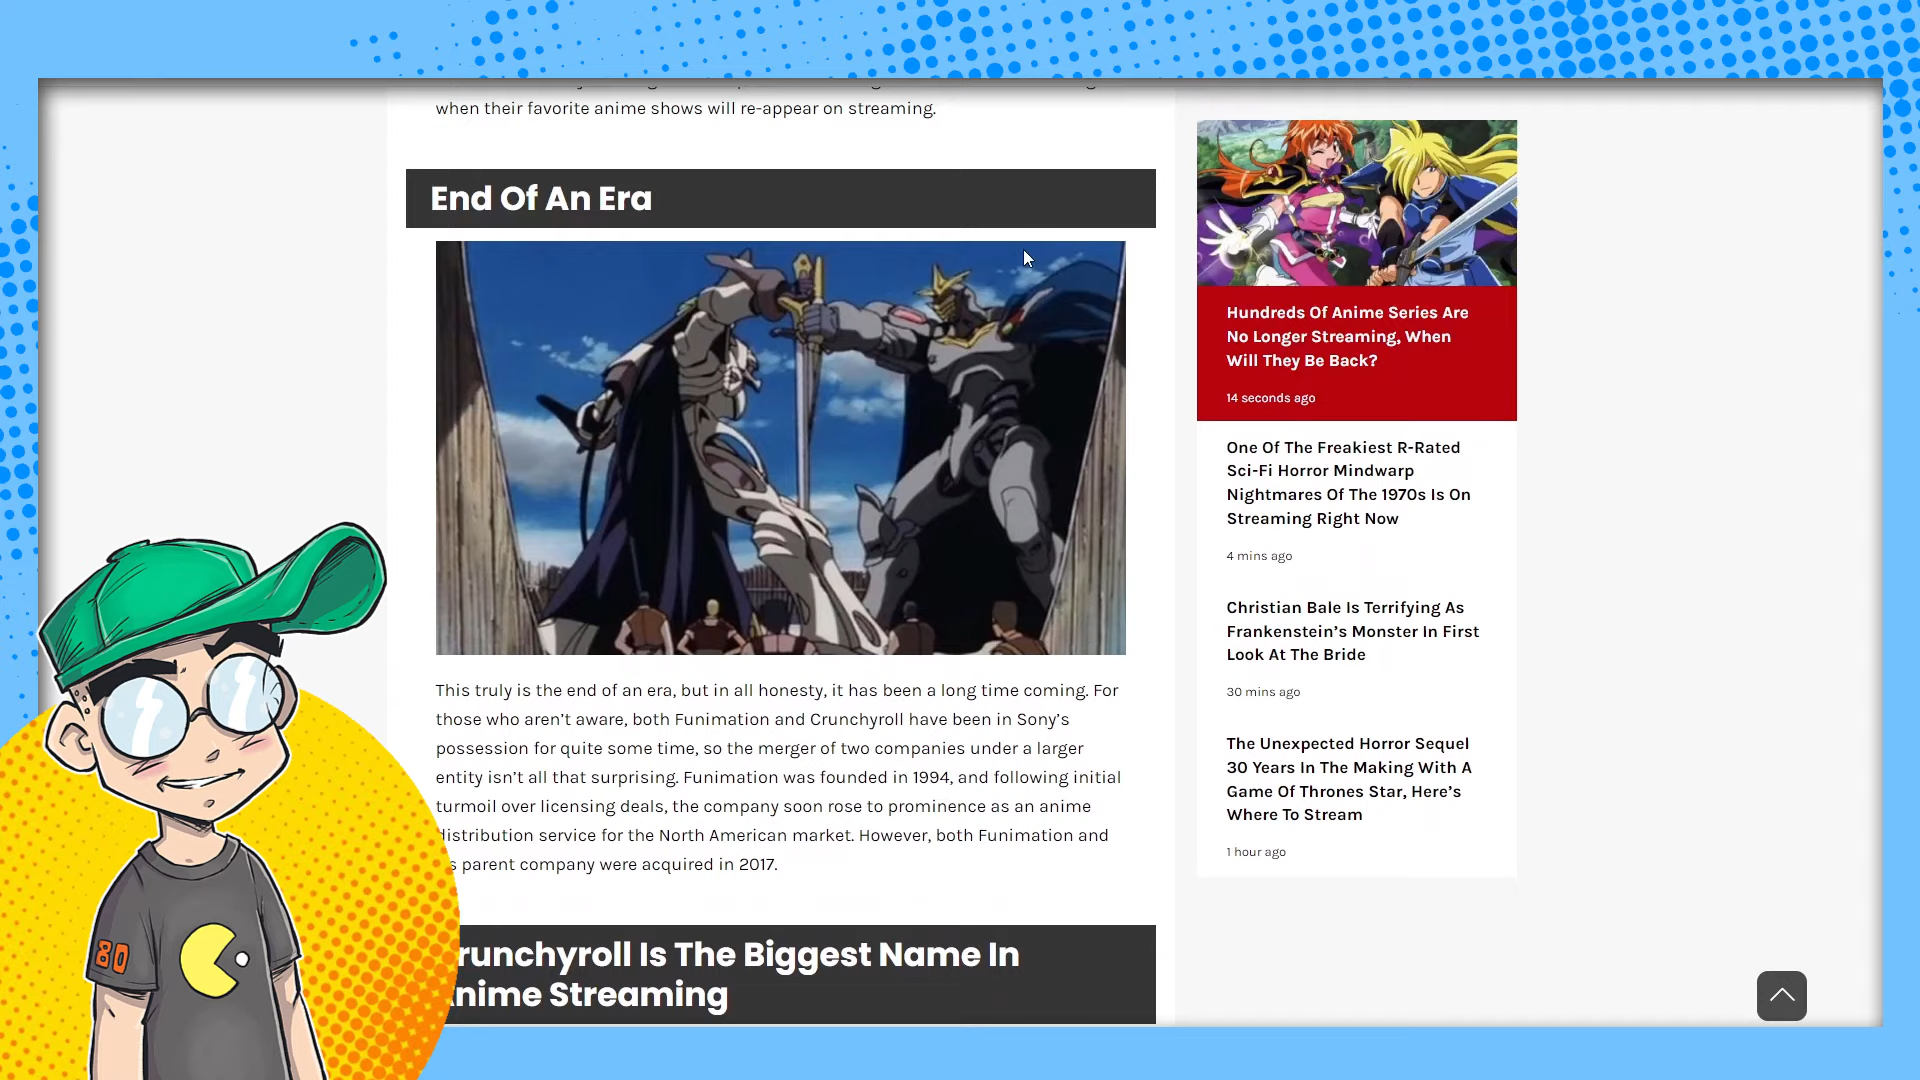 when their favorite anime shows will re-appear on streaming.
End Of An Era
This truly is the end of an era, but in all honesty, it has been a long time coming. For
those who aren't aware, both Funimation and Crunchyroll have been in Sony's
possession for quite some time, so the merger of two companies under a larger
entity isn't all that surprising. Funimation was founded in 1994, and following initial
turmoil over licensing deals, the company soon rose to prominence as an anime
distribution service for the North American market. However, both Funimation and
parent company were acquired in 2017.
runchyroll Is The Biggest Name In
nime Streaming
Hundreds Of Anime Series Are
No Longer Streaming, When
Will They Be Back?
14 seconds ago
One Of The Freakiest R-Rated
Sci-Fi Horror Mindwarp
Nightmares Of The 1970s Is On
Streaming Right Now
4 mins ago
Christian Bale Is Terrifying As
Frankenstein's Monster In First
Look At The Bride
30 mins ago
The Unexpected Horror Sequel
30 Years In The Making With A
Game Of Thrones Star, Here's
Where To Stream
1 hour ago
80